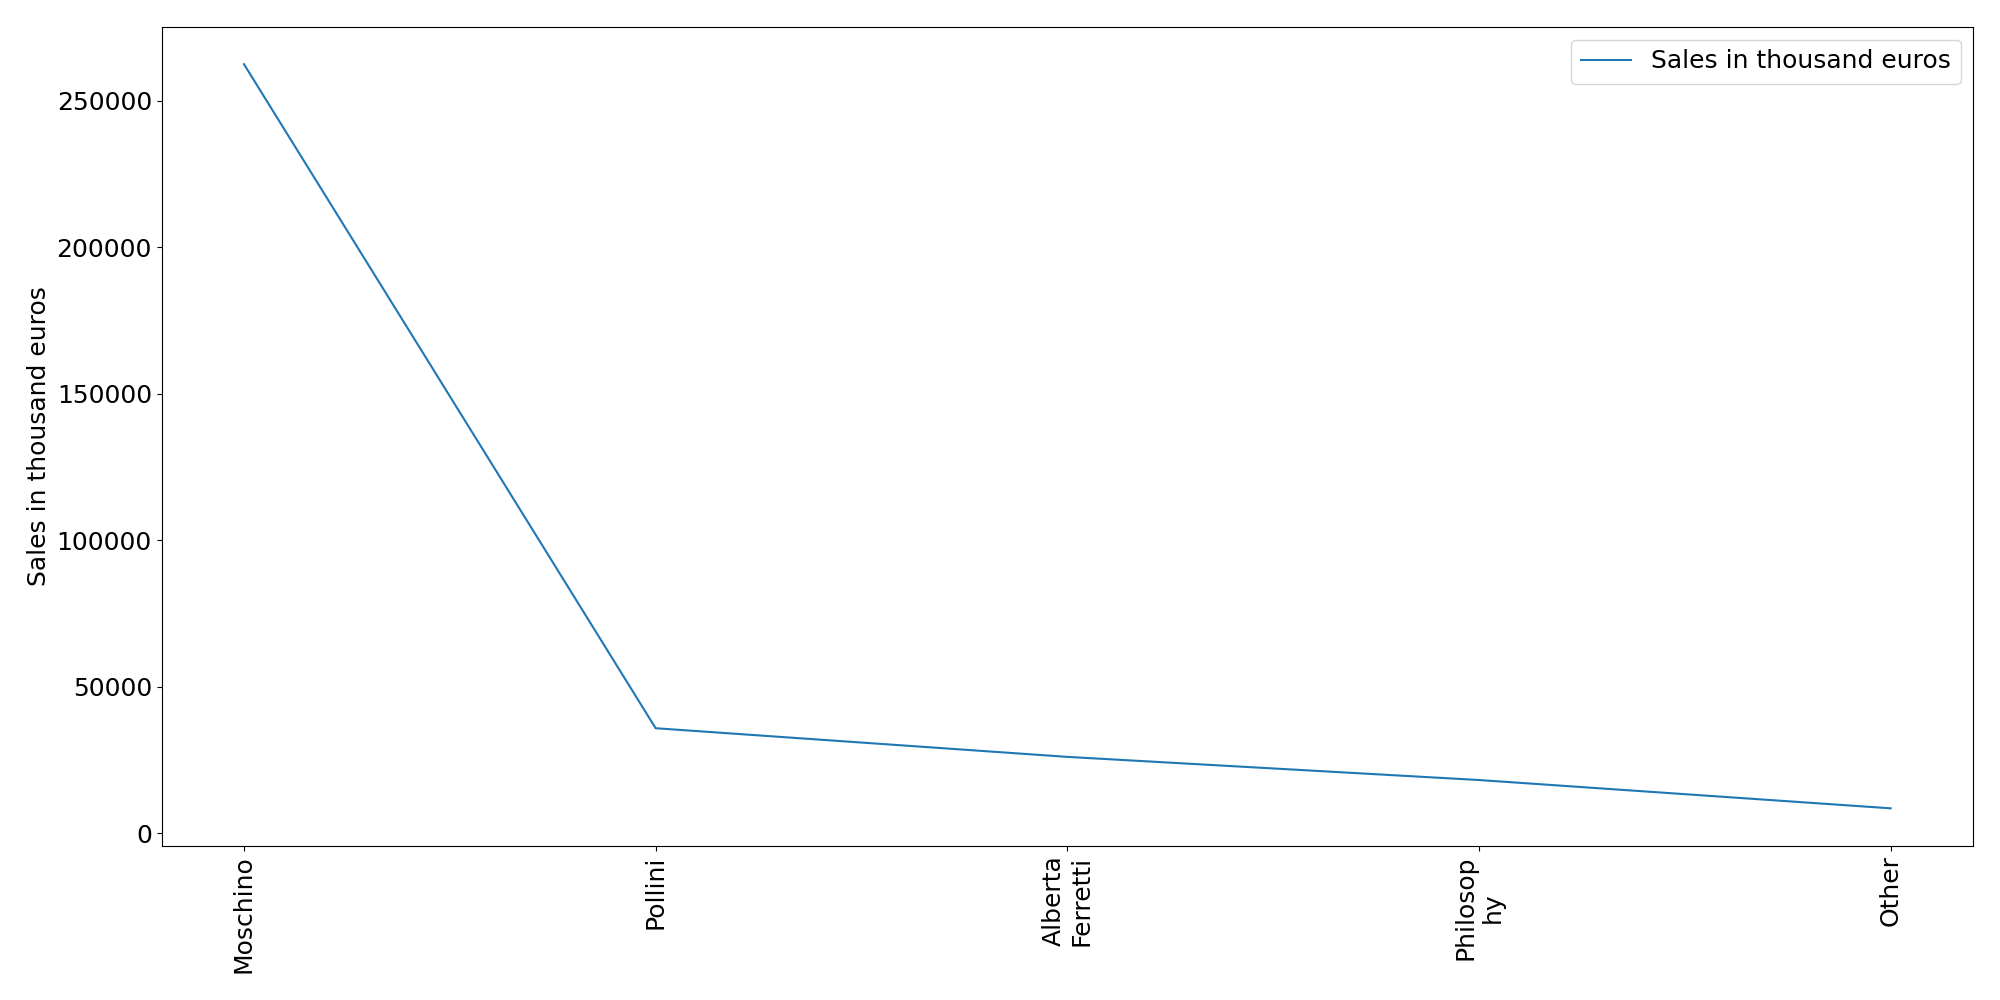 Sales in thousand euros
Sales in thousand euros
250000
200000
150000
100000
50000
0
Moschino
Pollini
Alberta
Ferretti
Philosop
hy
Other